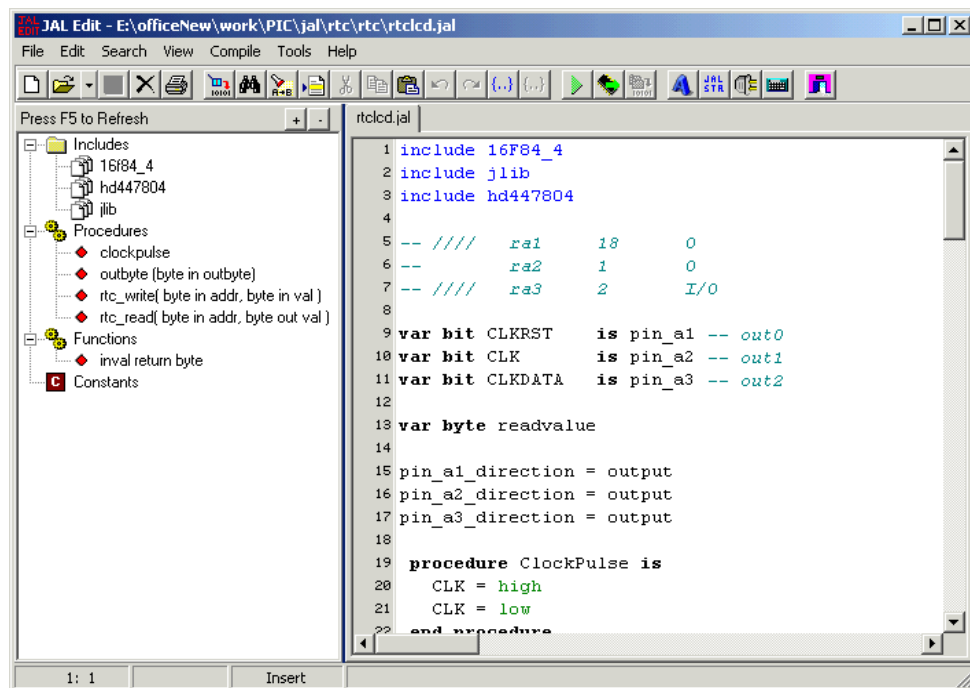 JAL Edit - E:\officeNew\work\PIC\jal\rtc\rtc\rtclcd.jal
File Edit Search View Compile Tools Help
Press F5 to Refresh + -
Includes
16f84_4
hd447804
jlib
Procedures
clockpulse
outbyte (byte in outbyte)
rtc_write( byte in addr, byte in val )
rtc_read( byte in addr, byte out val )
Functions
inval return byte
C Constants
rtclcd.jal
1 include 16F84_4
2 include jlib
3 include hd447804
4
5 -- //// ra1 18 O
6 -- ra2 1 O
7 -- //// ra3 2 I/O
8
9 var bit CLKRST is pin_a1 -- out0
10 var bit CLK is pin_a2 -- out1
11 var bit CLKDATA is pin_a3 -- out2
12
13 var byte readvalue
14
15 pin_a1_direction = output
16 pin_a2_direction = output
17 pin_a3_direction = output
18
19 procedure ClockPulse is
20 CLK = high
21 CLK = low
22 end procedure
1: 1 Insert